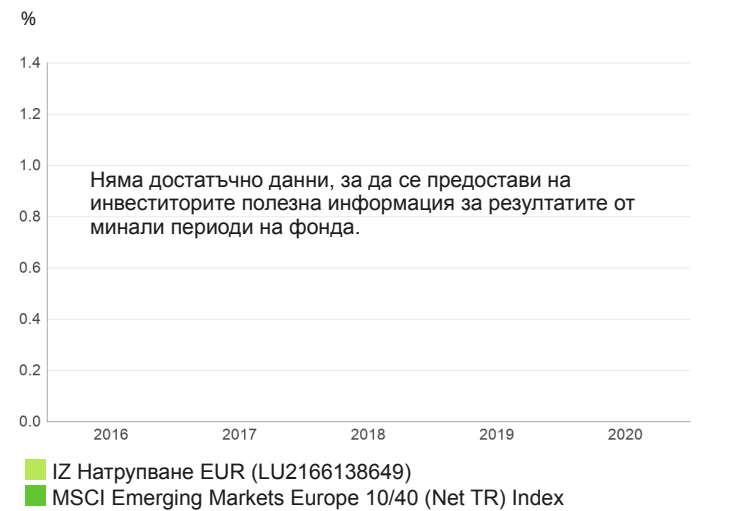 %
1.4
1.2
1.0
Няма достатъчно данни, за да се предостави на
инвеститорите полезна информация за резултатите от
минали периоди на фонда.
0.8
0.6
0.4
0.2
0.0
2016 2017 2018 2019 2020
IZ Натрупване EUR (LU2166138649)
MSCI Emerging Markets Europe 10/40 (Net TR) Index